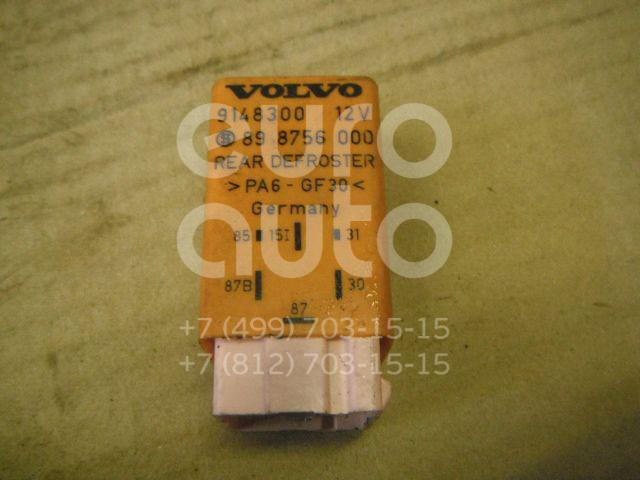 VOLVO
9148300 12V
89 8756 000
REAR DEFROSTER
>PA6-GF30<
Germany
85 15I 31
87B 30
87
euro
auto
+7 (499) 703-15-15
+7 (812) 703-15-15